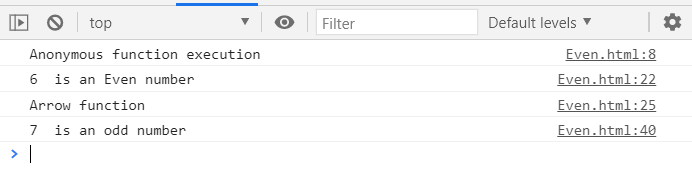 top Filter Default levels
Anonymous function execution Even.html:8
6  is an Even number Even.html:22
Arrow function Even.html:25
7  is an odd number Even.html:40